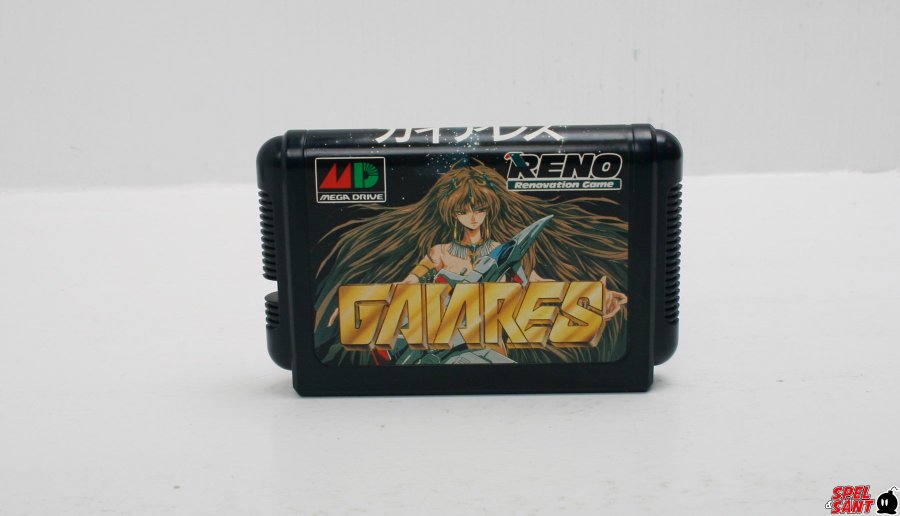 ガイアレス
MD
MEGA DRIVE
RENO
Renovation Game
GAIARES
SPEL
SANT